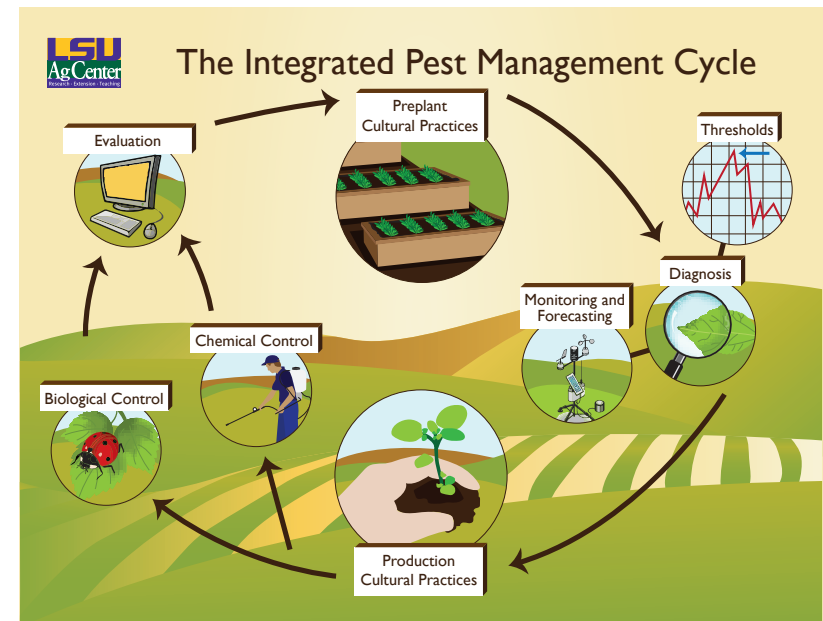 LSU
AgCenter
Research · Extension · Teaching
The Integrated Pest Management Cycle
Preplant
Cultural Practices
Evaluation
Thresholds
Diagnosis
Monitoring and
Forecasting
Chemical Control
Biological Control
Production
Cultural Practices